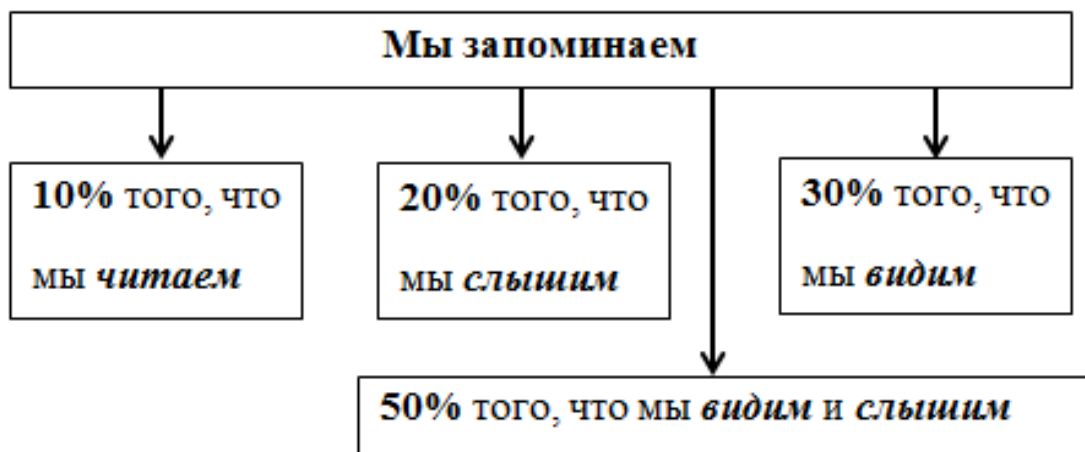 Мы запоминаем
10% того, что
мы читаем
20% того, что
мы слышим
30% того, что
мы видим
50% того, что мы видим и слышим